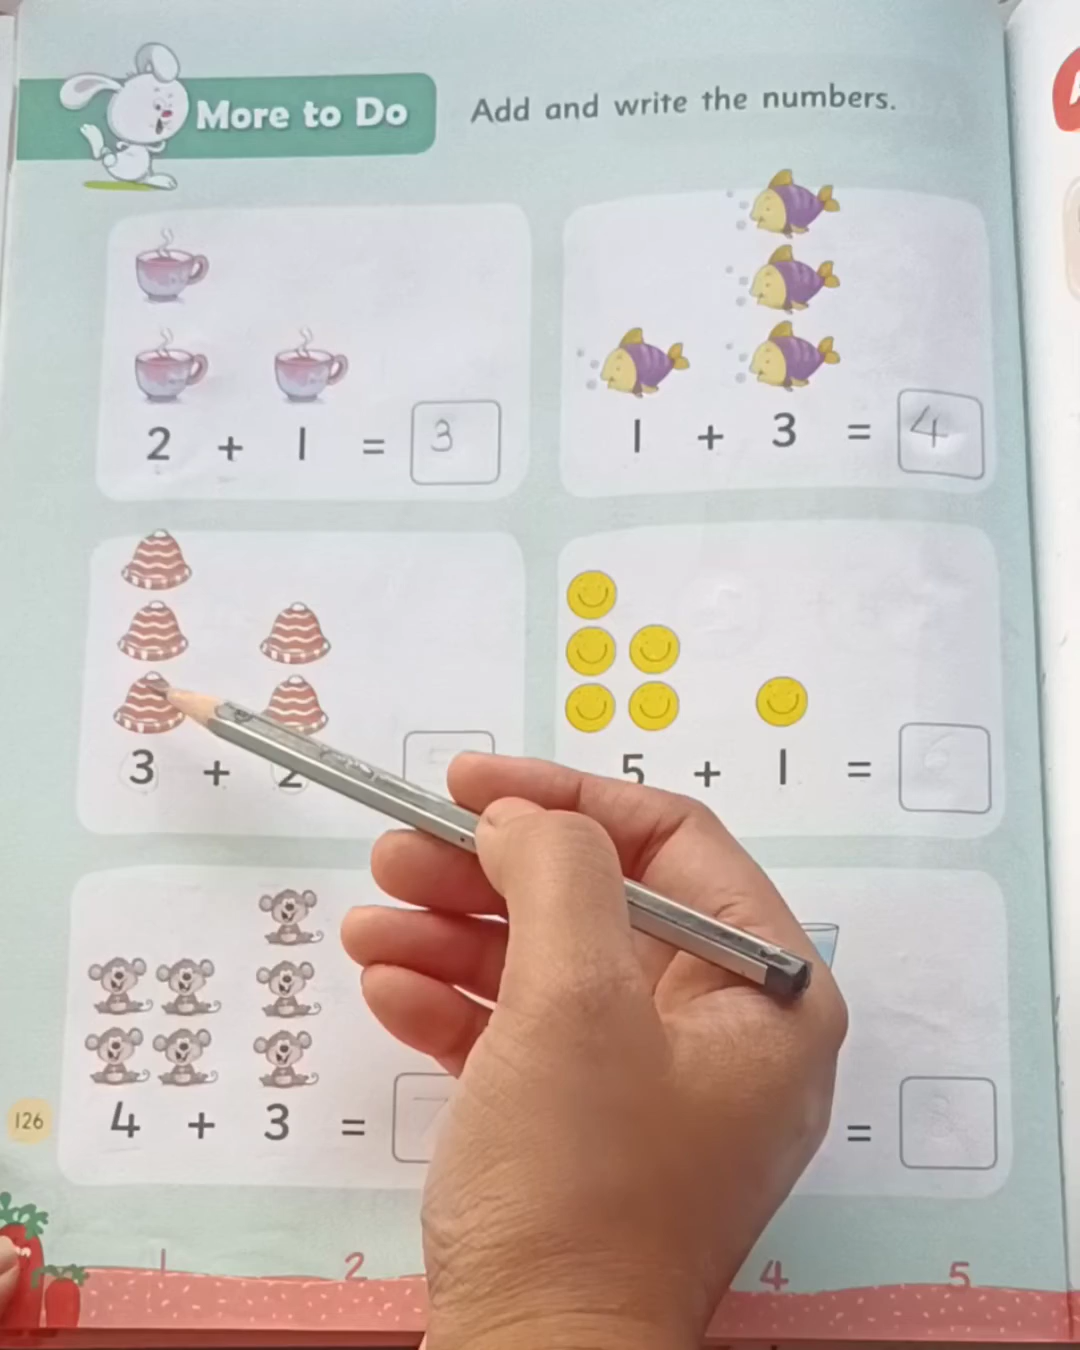 More to Do
Add and write the numbers.
2 + 1 = 3
1 + 3 = 4
3 + 2
5 + 1 =
4 + 3 =
=
126
1 2 4 5